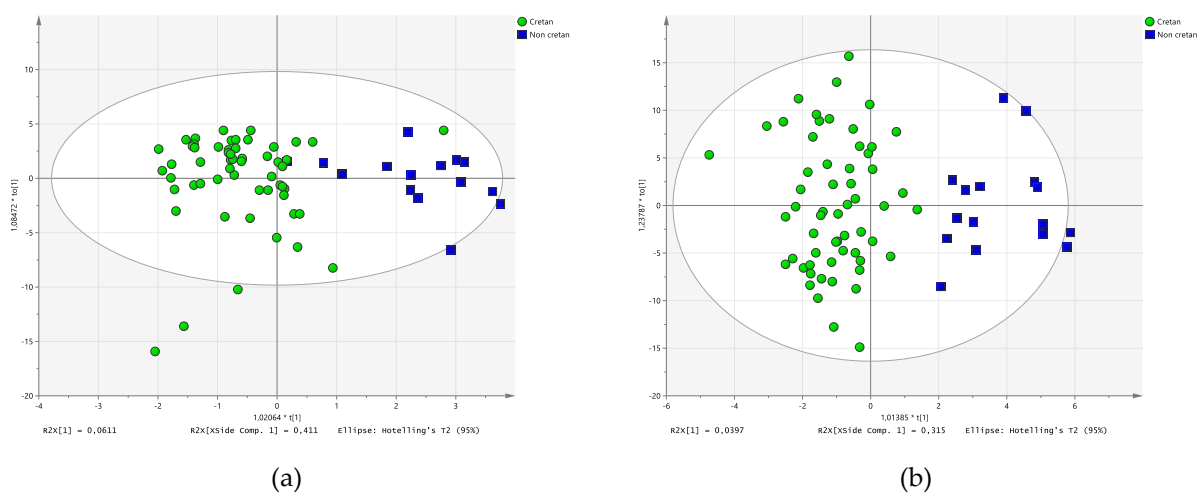 Cretan
Non cretan
10
5
0
-5
-10
-15
-20
-4
-3
-2
-1
0
1
2
3
1,08472 * to[1]
1,02064 * t[1]
R2X[1] = 0,0611
R2X[XSide Comp. 1] = 0,411
Ellipse: Hotelling's T2 (95%)
(a)
Cretan
Non cretan
15
10
5
0
-5
-10
-15
-20
-6
-4
-2
0
2
4
6
1,23787 * to[1]
1,01385 * t[1]
R2X[1] = 0,0397
R2X[XSide Comp. 1] = 0,315
Ellipse: Hotelling's T2 (95%)
(b)